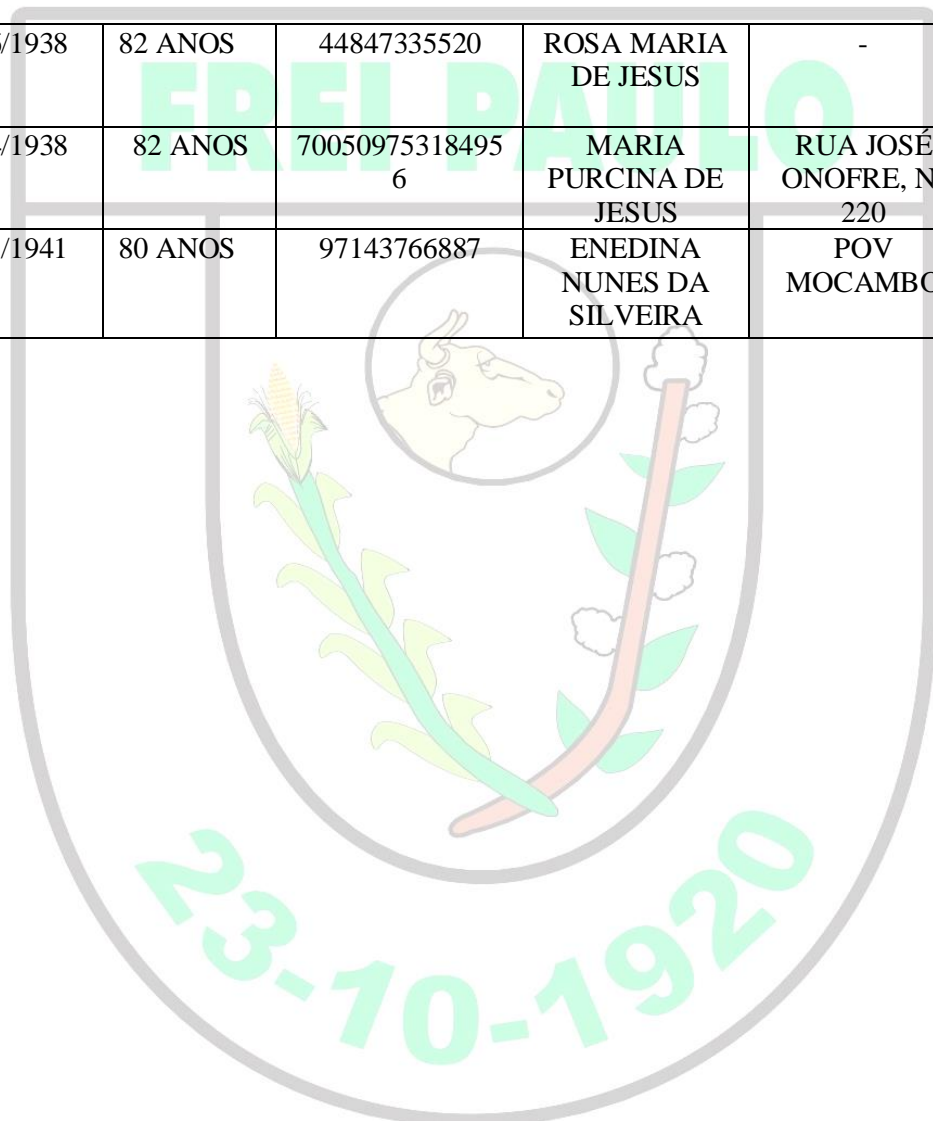 FREI PAULO
/1938 82 ANOS 44847335520 ROSA MARIA -
DE JESUS
/1938 82 ANOS 70050975318495 MARIA RUA JOSÉ
6 PURCINA DE ONOFRE, N
JESUS 220
/1941 80 ANOS 97143766887 ENEDINA POV
NUNES DA MOCAMBO
SILVEIRA
23-10-1920